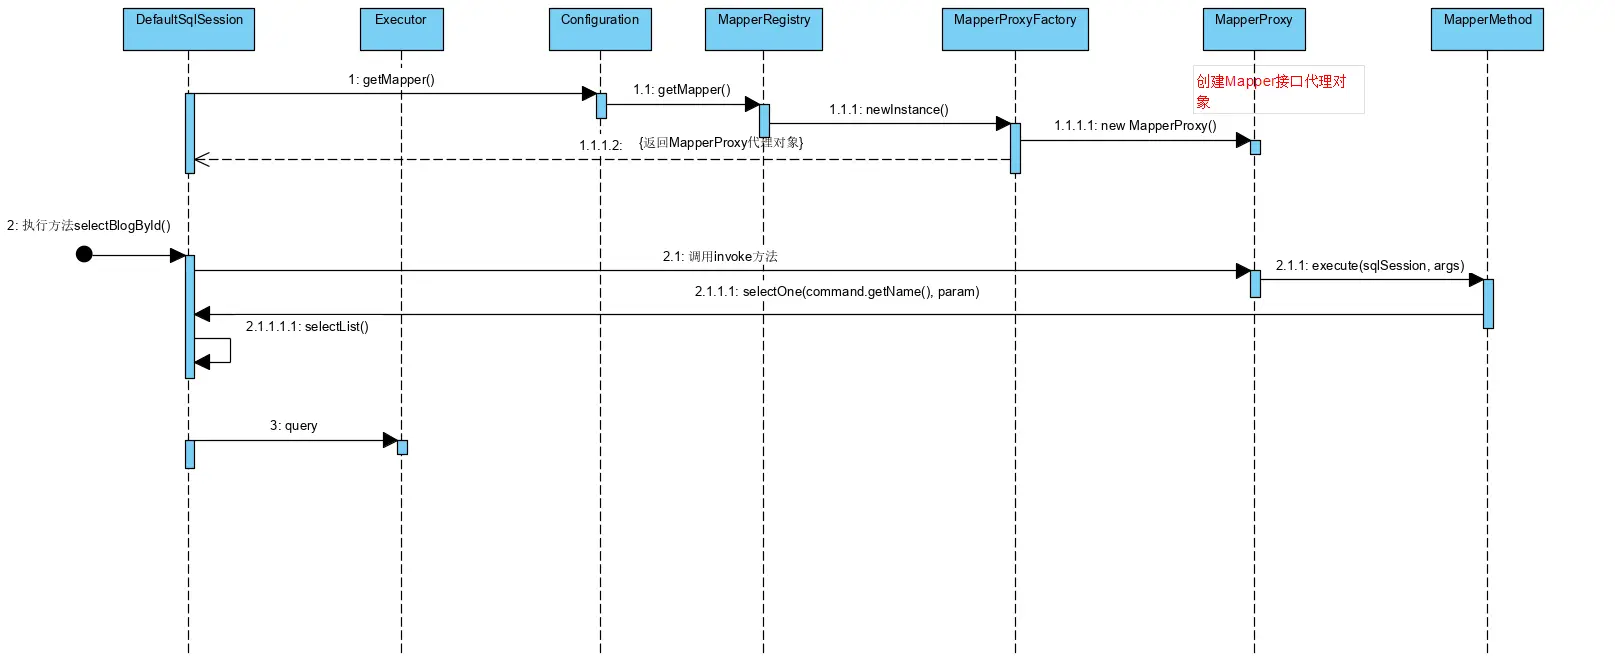 DefaultSqlSession
Executor
Configuration
MapperRegistry
MapperProxyFactory
MapperProxy
MapperMethod
创建Mapper接口代理对
象
1: getMapper()
1.1: getMapper()
1.1.1: newInstance()
1.1.1.1: new MapperProxy()
1.1.1.2:
{返回MapperProxy代理对象}
2: 执行方法selectBlogById()
2.1: 调用invoke方法
2.1.1: execute(sqlSession, args)
2.1.1.1: selectOne(command.getName(), param)
2.1.1.1.1: selectList()
3: query